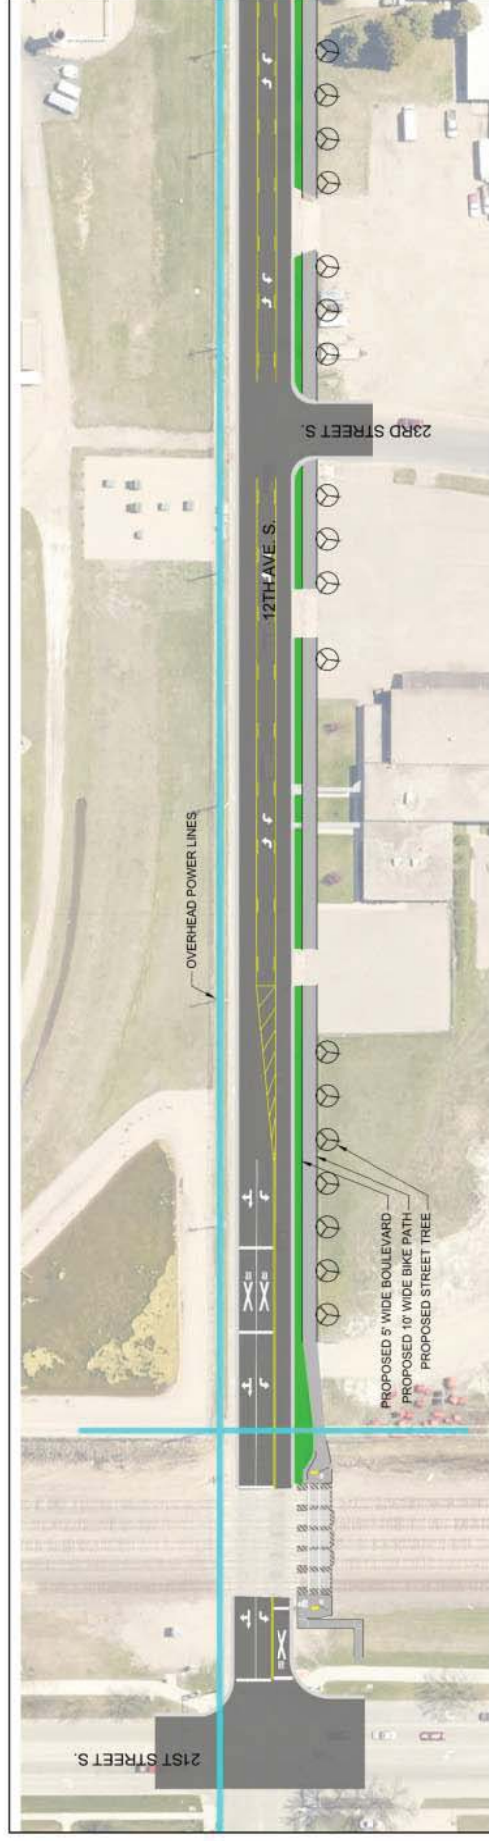 23RD STREET S.
12TH AVE. S.
OVERHEAD POWER LINES
PROPOSED 5' WIDE BOULEVARD
PROPOSED 10' WIDE BIKE PATH
PROPOSED STREET TREE
21ST STREET S.